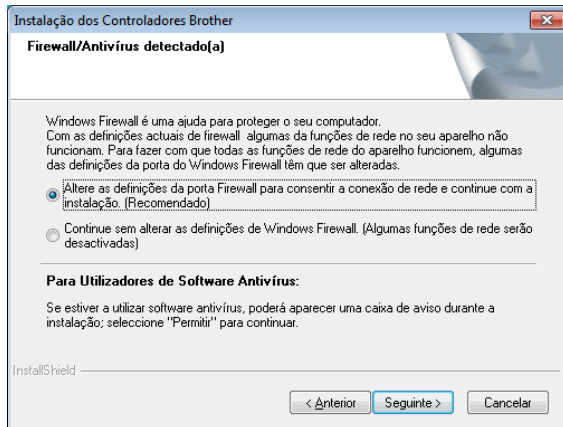 Instalação dos Controladores Brother
Firewall/Antivírus detectado(a)
Windows Firewall é uma ajuda para proteger o seu computador.
Com as definições actuais de firewall algumas da funções de rede no seu aparelho não
funcionam. Para fazer com que todas as funções de rede do aparelho funcionem, algumas
das definições da porta do Windows Firewall têm que ser alteradas.
Altere as definições da porta Firewall para consentir a conexão de rede e continue com a
instalação. (Recomendado)
Continue sem alterar as definições de Windows Firewall. (Algumas funções de rede serão
desactivadas)
Para Utilizadores de Software Antivírus:
Se estiver a utilizar software antivírus, poderá aparecer uma caixa de aviso durante a
instalação; seleccione "Permitir" para continuar.
InstallShield
< Anterior Seguinte > Cancelar